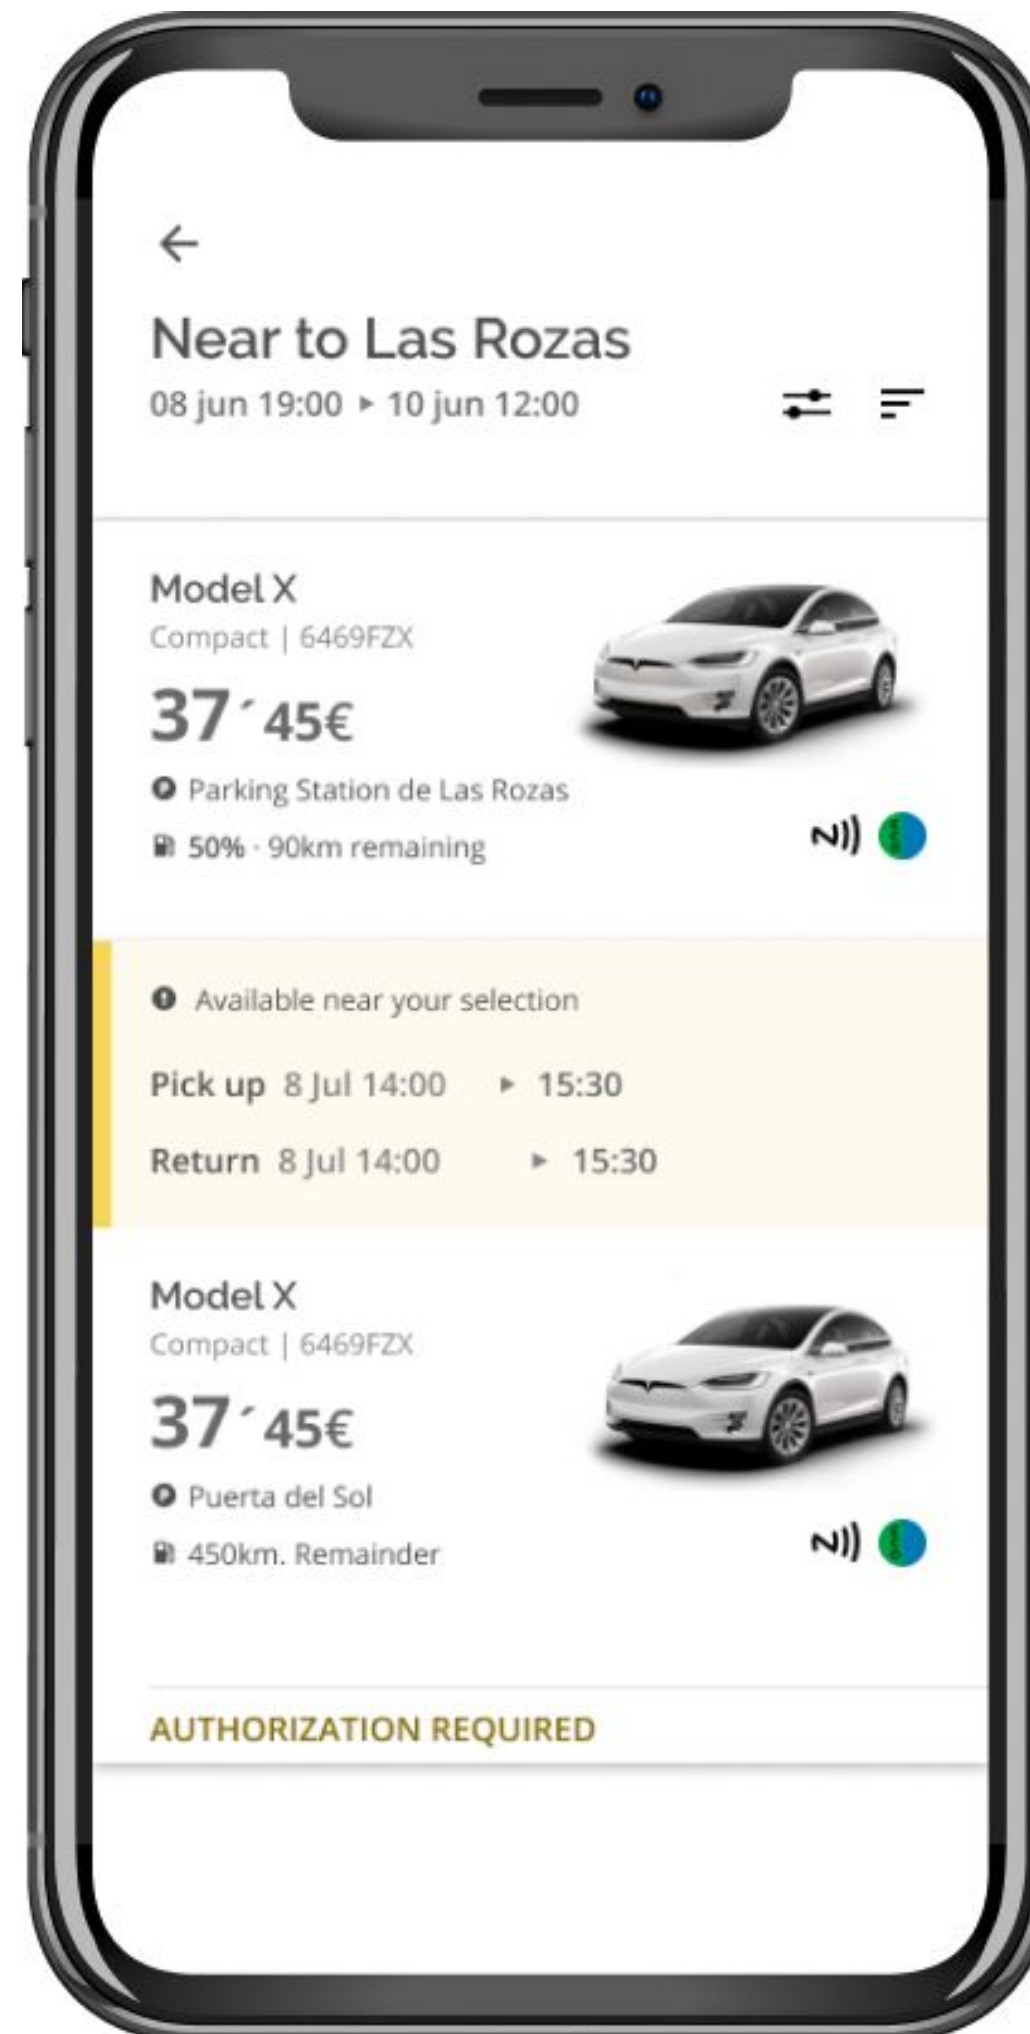 Near to Las Rozas
08 jun 19:00 ▸ 10 jun 12:00
Model X
Compact | 6469FZX
37´45€
Parking Station de Las Rozas
50% · 90km remaining
Available near your selection
Pick up 8 Jul 14:00 ▸ 15:30
Return 8 Jul 14:00 ▸ 15:30
Model X
Compact | 6469FZX
37´45€
Puerta del Sol
450km. Remainder
AUTHORIZATION REQUIRED